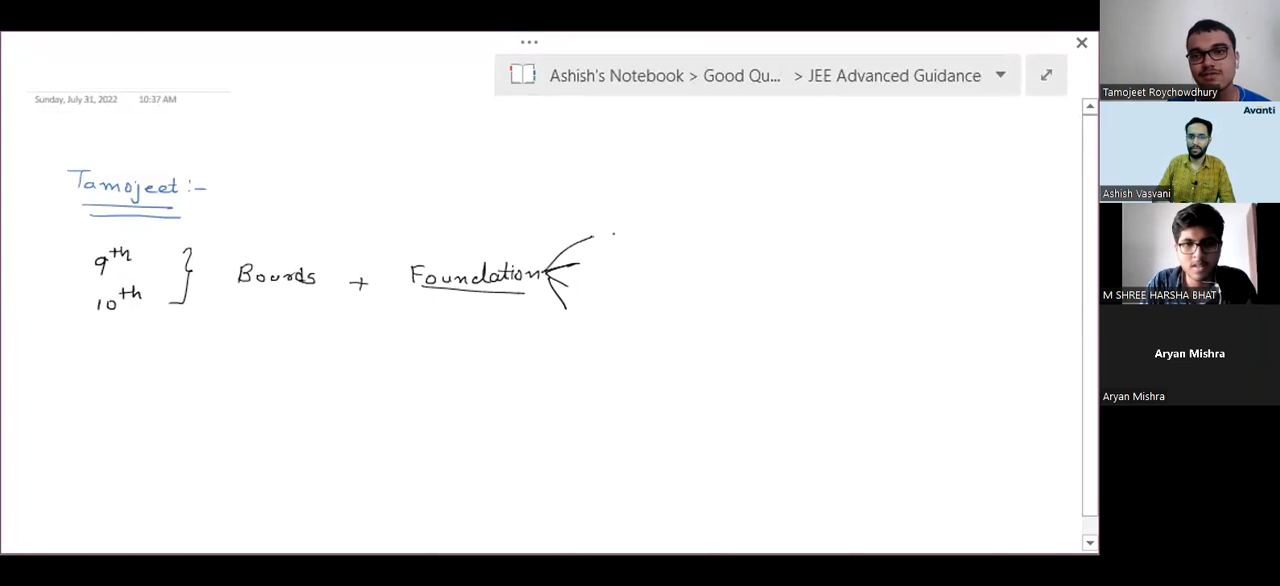 Ashish's Notebook > Good Qu... > JEE Advanced Guidance
Sunday, July 31, 2022 10:37 AM
Tamojeet :-
9th
10th } Boards + Foundation
Tamojeet Roychowdhury
Avanti
Ashish Vasvani
M SHREE HARSHA BHAT
Aryan Mishra
Aryan Mishra